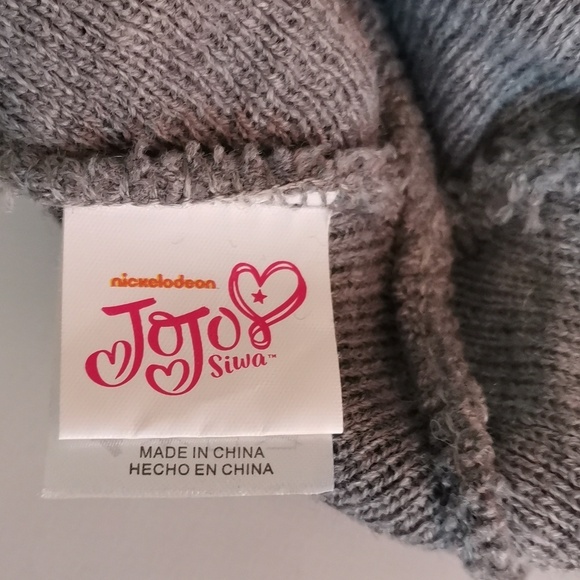 nickelodeon
JoJo
Siwa™
MADE IN CHINA
HECHO EN CHINA